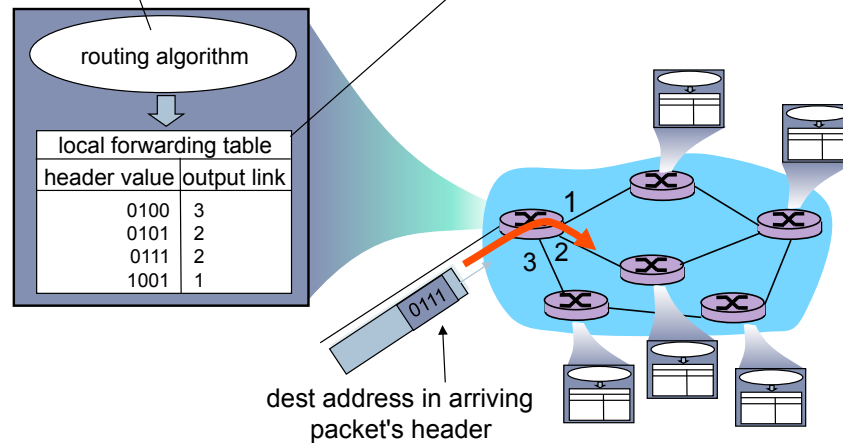 routing algorithm
local forwarding table
header value output link
0100 3
0101 2
0111 2
1001 1
1
2
3
0111
dest address in arriving
packet's header